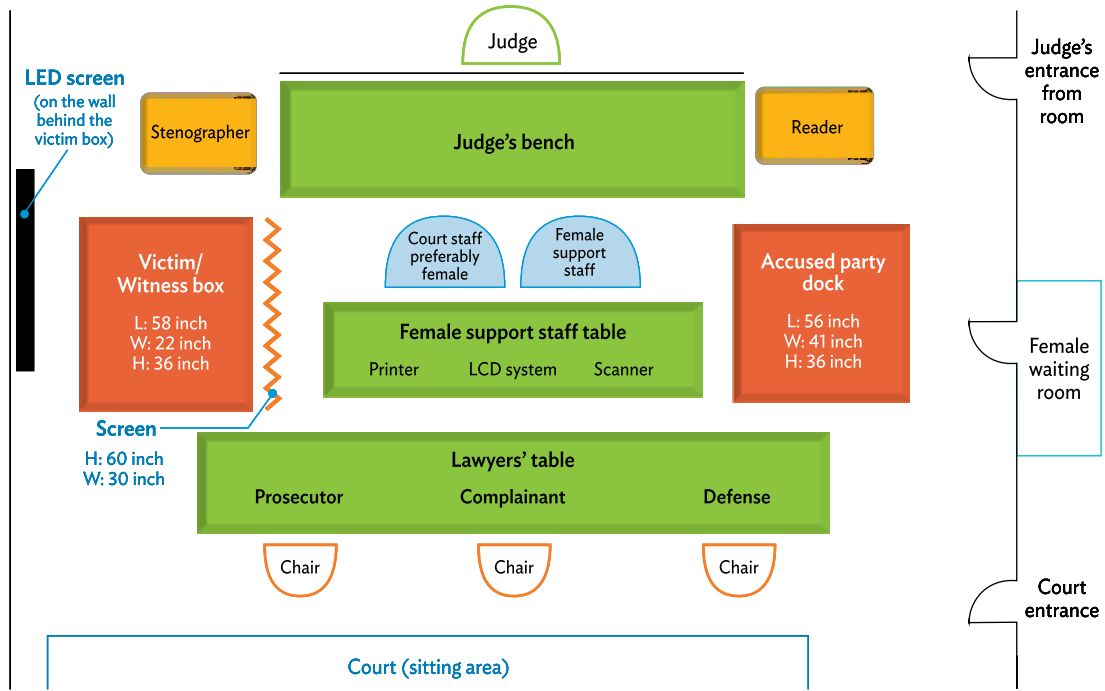 Judge
Judge's
entrance
from
room
LED screen
(on the wall
behind the
victim box)
Stenographer
Judge's bench
Reader
Court staff
preferably
female
Female
support
staff
Victim/
Witness box
L: 58 inch
W: 22 inch
H: 36 inch
Accused party
dock
L: 56 inch
W: 41 inch
H: 36 inch
Female support staff table
Printer
LCD system
Scanner
Female
waiting
room
Screen
H: 60 inch
W: 30 inch
Lawyers' table
Prosecutor
Complainant
Defense
Chair
Chair
Chair
Court
entrance
Court (sitting area)